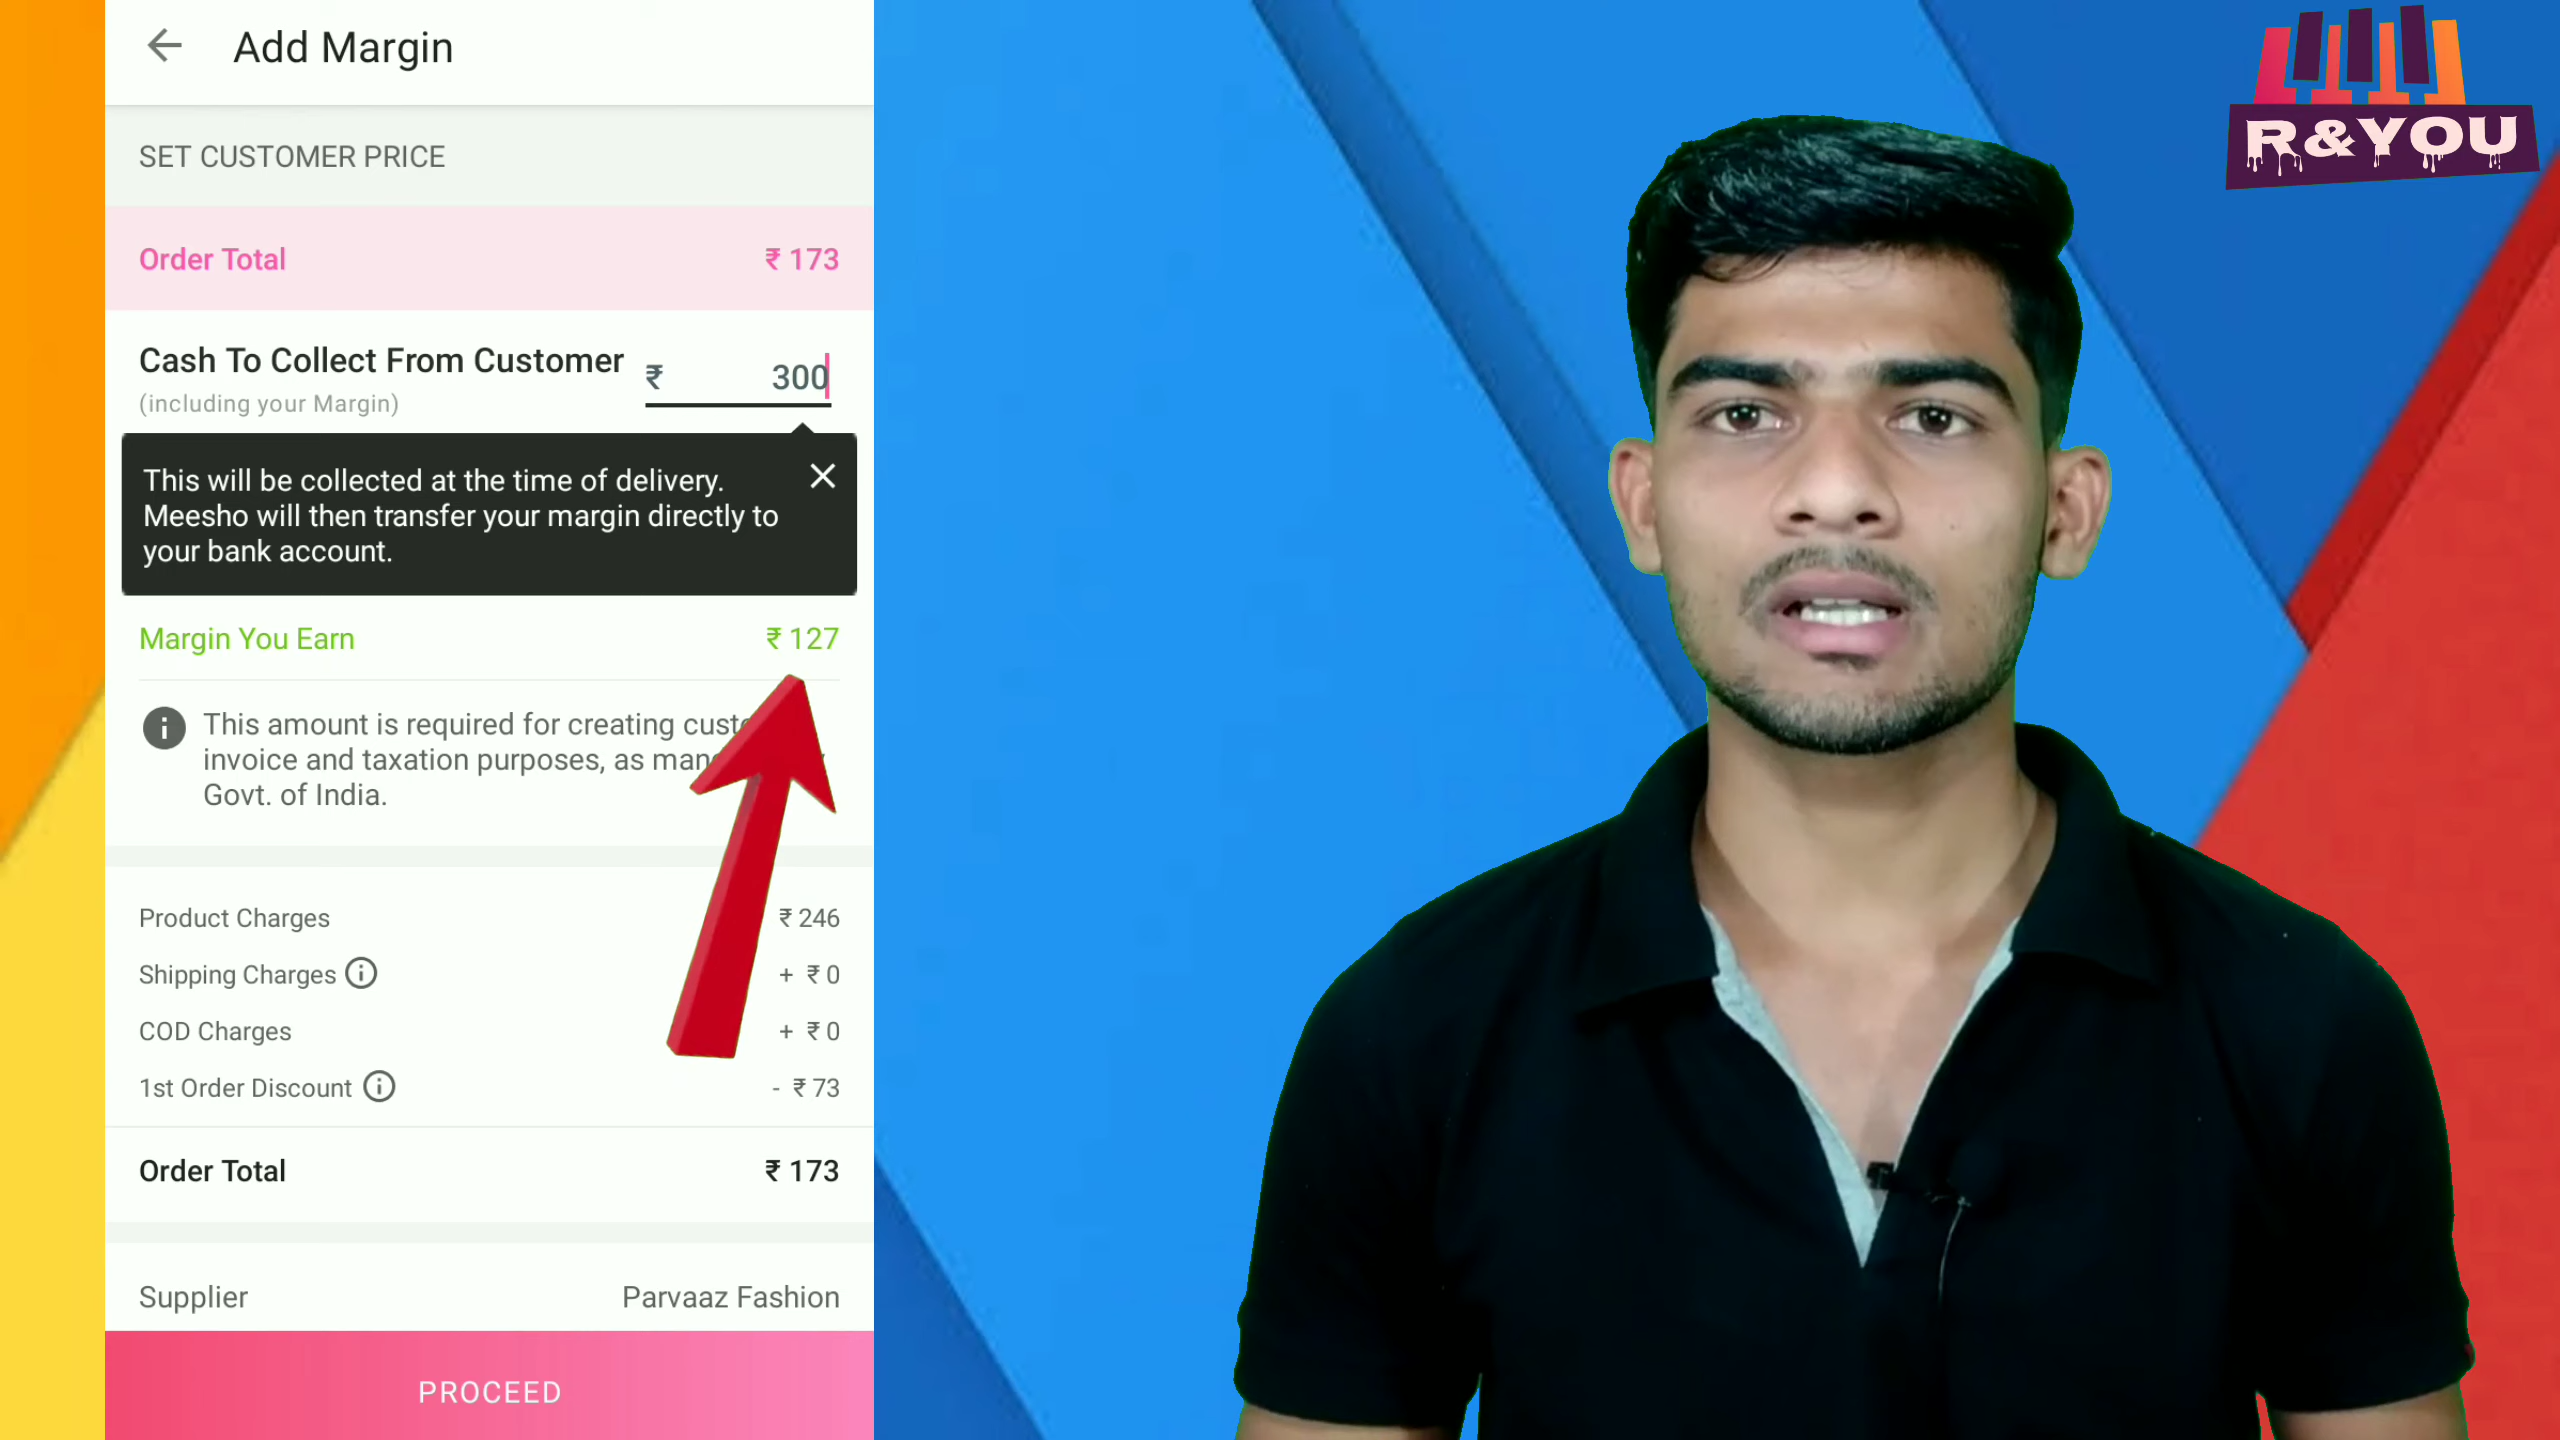 Add Margin
SET CUSTOMER PRICE
Order Total ₹ 173
Cash To Collect From Customer ₹ 300
(including your Margin)
This will be collected at the time of delivery.
Meesho will then transfer your margin directly to
your bank account.
Margin You Earn ₹ 127
This amount is required for creating
invoice and taxation purposes, as
Govt. of India.
Product Charges ₹ 246
Shipping Charges + ₹ 0
COD Charges + ₹ 0
1st Order Discount - ₹ 73
Order Total ₹ 173
Supplier Parvaaz Fashion
PROCEED
R&YOU